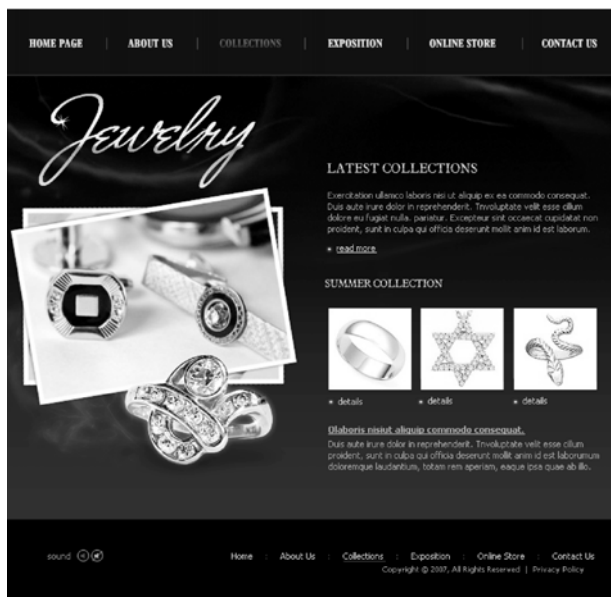 HOME PAGE | ABOUT US | COLLECTIONS | EXPOSITION | ONLINE STORE | CONTACT US
Jewelry
LATEST COLLECTIONS
Exercitation ullamco laboris nisi ut aliquip ex ea commodo consequat.
Duis aute irure dolor in reprehenderit. Tnvoluptate velit esse cillum
dolore eu fugiat nulla. pariatur. Excepteur sint occaecat cupidatat non
proident, sunt in culpa qui officia deserunt mollit anim id est laborum.
read more
SUMMER COLLECTION
details details details
Ulaboris nisiut aliquip commodo consequat.
Duis aute irure dolor in reprehenderit. Tnvoluptate velit esse cillum
proident, sunt in culpa qui officia deserunt mollit anim id est laborumum
doloremque laudantium, totam rem aperiam, eaque ipsa quae ab illo.
sound
Home : About Us : Collections : Exposition : Online Store : Contact Us
Copyright © 2007, All Rights Reserved | Privacy Policy